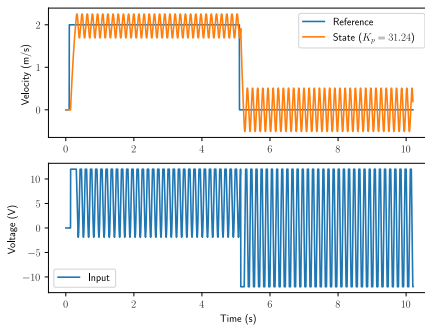 2
1
0
Velocity (m/s)
Reference
State (Kp = 31.24)
0 2 4 6 8 10
10
5
0
−5
−10
Voltage (V)
Input
0 2 4 6 8 10
Time (s)